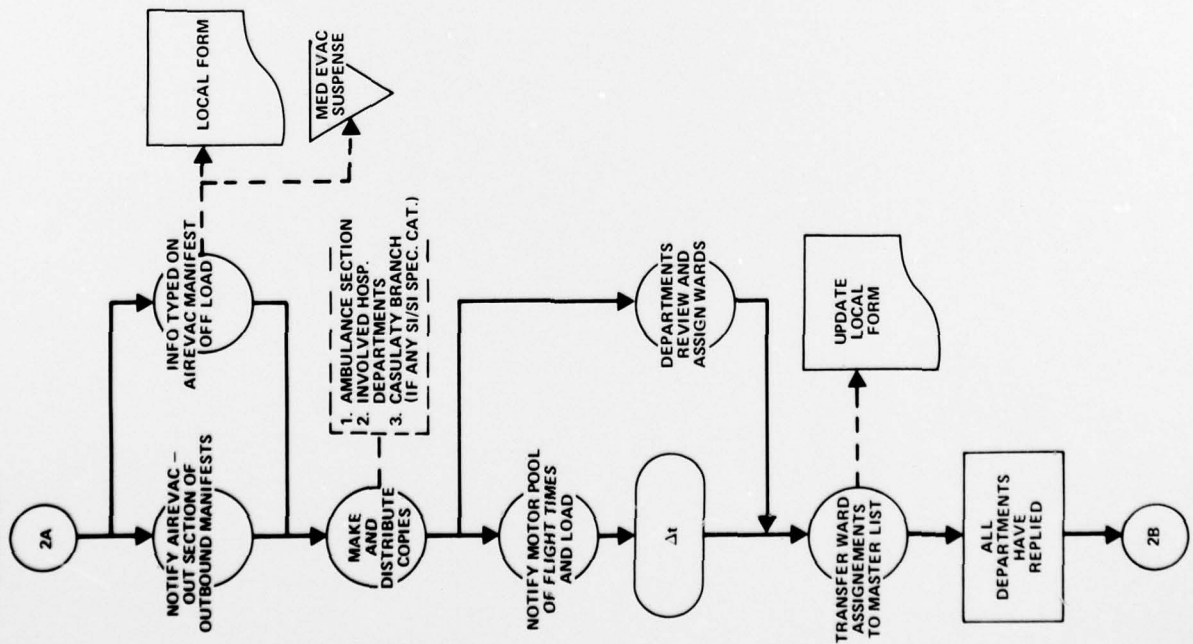 2A
NOTIFY AIREVAC –
OUT SECTION OF
OUTBOUND MANIFESTS
INFO TYPED ON
AIREVAC MANIFEST
OFF LOAD
LOCAL FORM
MED EVAC
SUSPENSE
MAKE
AND
DISTRIBUTE
COPIES
1. AMBULANCE SECTION
2. INVOLVED HOSP.
DEPARTMENTS
3. CASULATY BRANCH
(IF ANY SI/SI SPEC. CAT.)
NOTIFY MOTOR POOL
OF FLIGHT TIMES
AND LOAD
Δt
DEPARTMENTS
REVIEW AND
ASSIGN WARDS
TRANSFER WARD
ASSIGNEMENTS
TO MASTER LIST
UPDATE
LOCAL
FORM
ALL
DEPARTMENTS
HAVE
REPLIED
2B